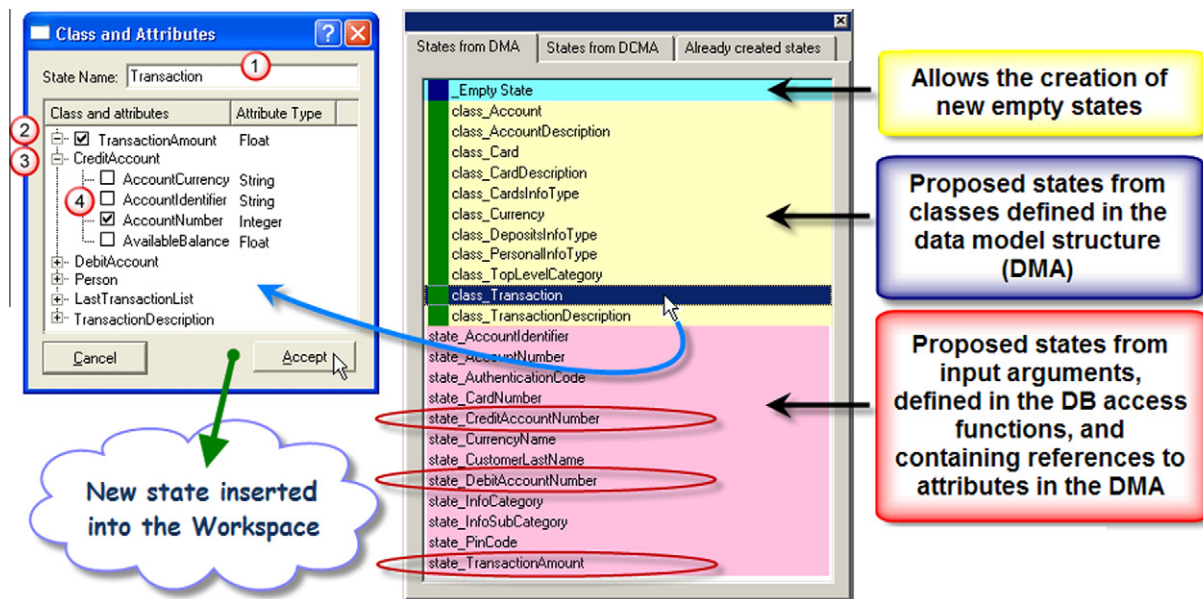 Class and Attributes
State Name: Transaction
1
Class and attributes Attribute Type
2
TransactionAmount Float
3
CreditAccount
AccountCurrency String
4
AccountIdentifier String
AccountNumber Integer
AvailableBalance Float
DebitAccount
Person
LastTransactionList
TransactionDescription
Cancel
Accept
New state inserted
into the Workspace
States from DMA
States from DCMA
Already created states
_Empty State
class_Account
class_AccountDescription
class_Card
class_CardDescription
class_CardsInfoType
class_Currency
class_DepositsInfoType
class_PersonalInfoType
class_TopLevelCategory
class_Transaction
class_TransactionDescription
state_AccountIdentifier
state_AccountNumber
state_AuthenticationCode
state_CardNumber
state_CreditAccountNumber
state_CurrencyName
state_CustomerLastName
state_DebitAccountNumber
state_InfoCategory
state_InfoSubCategory
state_PinCode
state_TransactionAmount
Allows the creation of
new empty states
Proposed states from
classes defined in the
data model structure
(DMA)
Proposed states from
input arguments,
defined in the DB access
functions, and
containing references to
attributes in the DMA